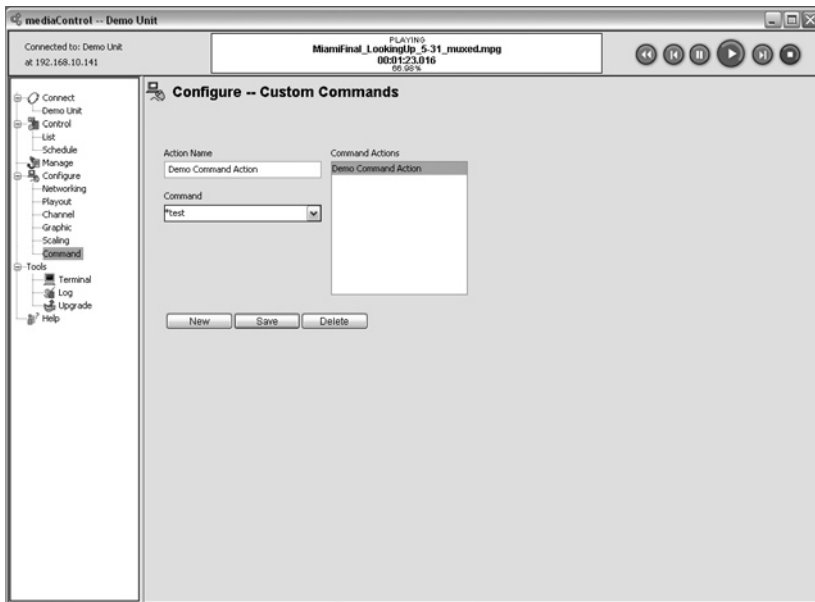 mediaControl -- Demo Unit
Connected to: Demo Unit
at 192.168.10.141
PLAYING
MiamiFinal_LookingUp_5-31_muxed.mpg
00:01:23.016
66.98%
Connect
Demo Unit
Control
List
Schedule
Manage
Configure
Networking
Playout
Channel
Graphic
Scaling
Command
Tools
Terminal
Log
Upgrade
Help
Configure -- Custom Commands
Action Name
Demo Command Action
Command
*test
Command Actions
Demo Command Action
New
Save
Delete